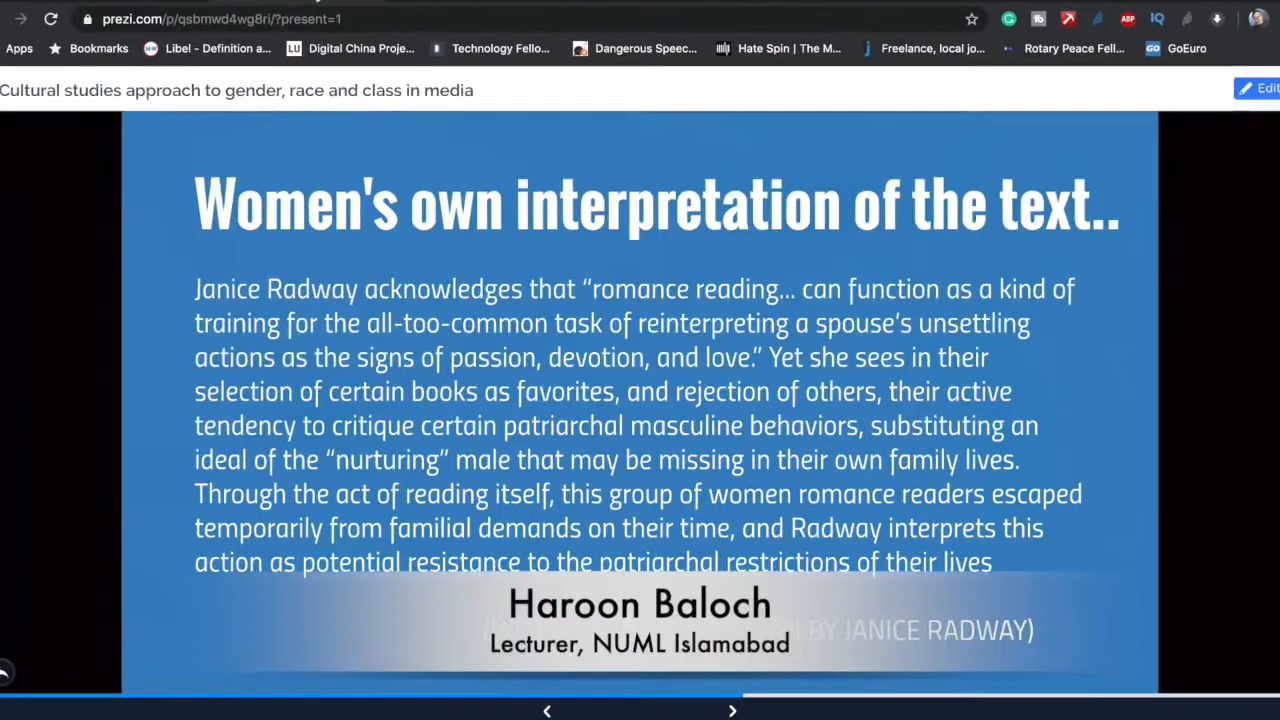 prezi.com/p/qsbmwd4wg8ri/?present=1
Apps Bookmarks Libel - Definition a... Digital China Proje... Technology Fello... Dangerous Speec... Hate Spin | The M... Freelance, local jo... Rotary Peace Fell... GoEuro
Cultural studies approach to gender, race and class in media
Edit
Women's own interpretation of the text..
Janice Radway acknowledges that “romance reading... can function as a kind of
training for the all-too-common task of reinterpreting a spouse’s unsettling
actions as the signs of passion, devotion, and love.” Yet she sees in their
selection of certain books as favorites, and rejection of others, their active
tendency to critique certain patriarchal masculine behaviors, substituting an
ideal of the “nurturing” male that may be missing in their own family lives.
Through the act of reading itself, this group of women romance readers escaped
temporarily from familial demands on their time, and Radway interprets this
action as potential resistance to the patriarchal restrictions of their lives
Haroon Baloch
BY JANICE RADWAY)
Lecturer, NUML Islamabad